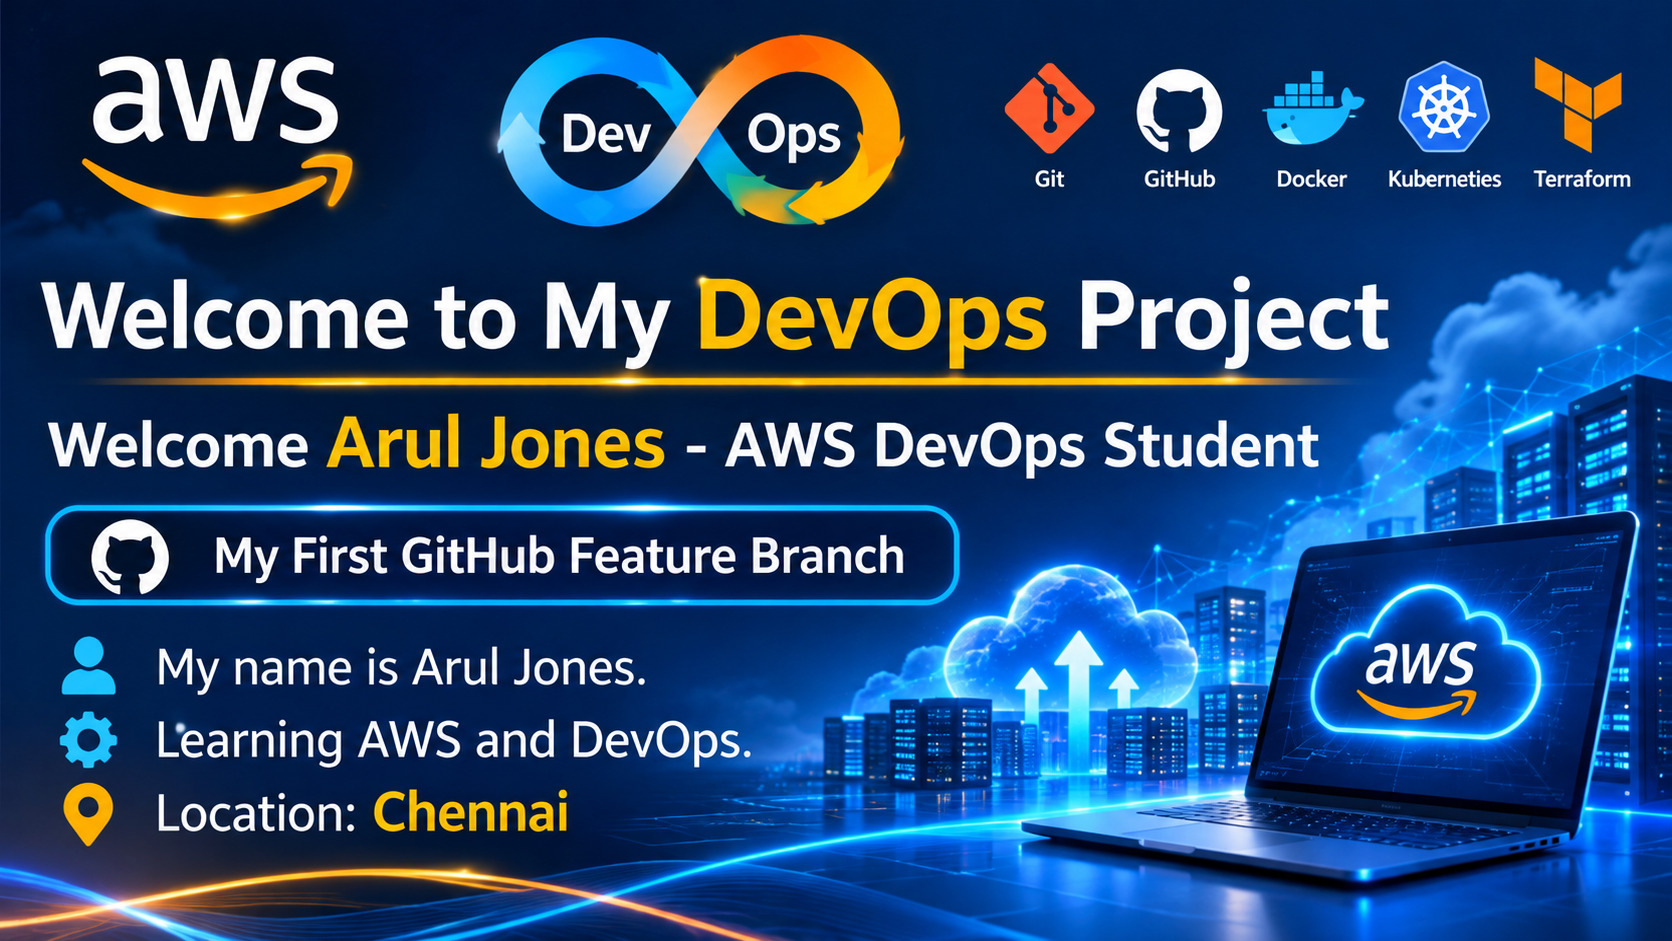 aws
Dev Ops
Git GitHub Docker Kuberneties Terraform
Welcome to My DevOps Project
Welcome Arul Jones - AWS DevOps Student
My First GitHub Feature Branch
My name is Arul Jones.
Learning AWS and DevOps.
Location: Chennai
aws